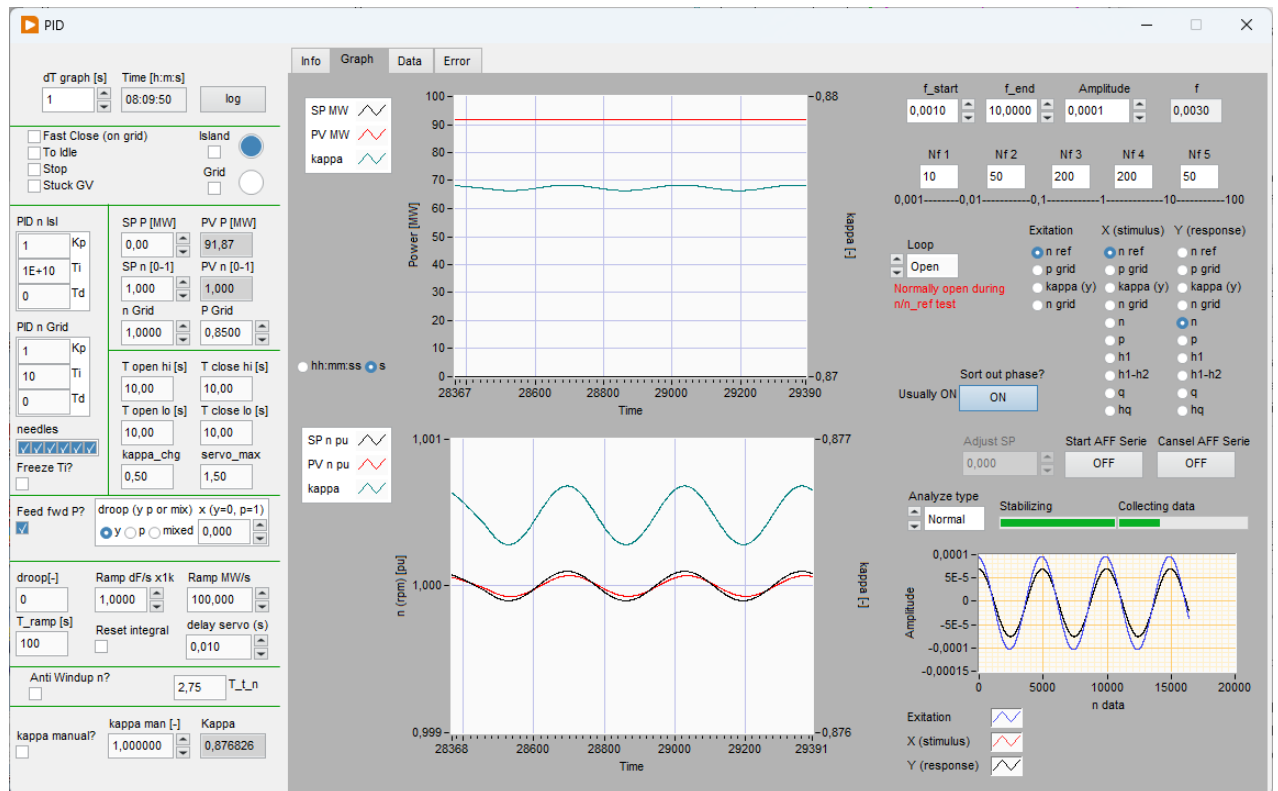 PID
Info Graph Data Error
dT graph [s] Time [h:m:s]
1 08:09:50 log
Fast Close (on grid) Island
To Idle
Stop Grid
Stuck GV
PID n Isl
1 Kp
1E+10 Ti
0 Td
PID n Grid
1 Kp
10 Ti
0 Td
needles
Freeze Ti?
SP P [MW] PV P [MW]
0,00 91,87
SP n [0-1] PV n [0-1]
1,000 1,000
n Grid P Grid
1,0000 0,8500
T open hi [s] T close hi [s]
10,00 10,00
T open lo [s] T close lo [s]
10,00 10,00
kappa_chg servo_max
0,50 1,50
Feed fwd P? droop (y p or mix) x (y=0, p=1)
y p mixed 0,000
droop[-] Ramp dF/s x1k Ramp MW/s
0 1,0000 100,000
T_ramp [s] Reset integral delay servo (s)
100 0,010
Anti Windup n? 2,75 T_t_n
kappa manual? kappa man [-] Kappa
1,000000 0,876826
SP MW
PV MW
kappa
hh:mm:ss s
Power [MW]
100
90
80
70
60
50
40
30
20
10
0
0,88
0,87
kappa [-]
28367 28600 28800 29000 29200 29390
Time
SP n pu
PV n pu
kappa
n (rpm) [pu]
1,001
1,000
0,999
0,877
0,876
kappa [-]
28368 28600 28800 29000 29200 29391
Time
f_start f_end Amplitude f
0,0010 10,0000 0,0001 0,0030
Nf 1 Nf 2 Nf 3 Nf 4 Nf 5
10 50 200 200 50
0,001--------0,01-----------0,1------------1-------------10-----------100
Loop
Open
Normally open during
n/n_ref test
Exitation X (stimulus) Y (response)
n ref n ref n ref
p grid p grid p grid
kappa (y) kappa (y) kappa (y)
n grid n grid n grid
n n
p p
h1 h1
h1-h2 h1-h2
q q
hq hq
Sort out phase?
Usually ON ON
Adjust SP Start AFF Serie Cansel AFF Serie
0,000 OFF OFF
Analyze type Stabilizing Collecting data
Normal
Amplitude
0,0001
5E-5
0
-5E-5
-0,0001
-0,00015
0 5000 10000 15000 20000
n data
Exitation
X (stimulus)
Y (response)